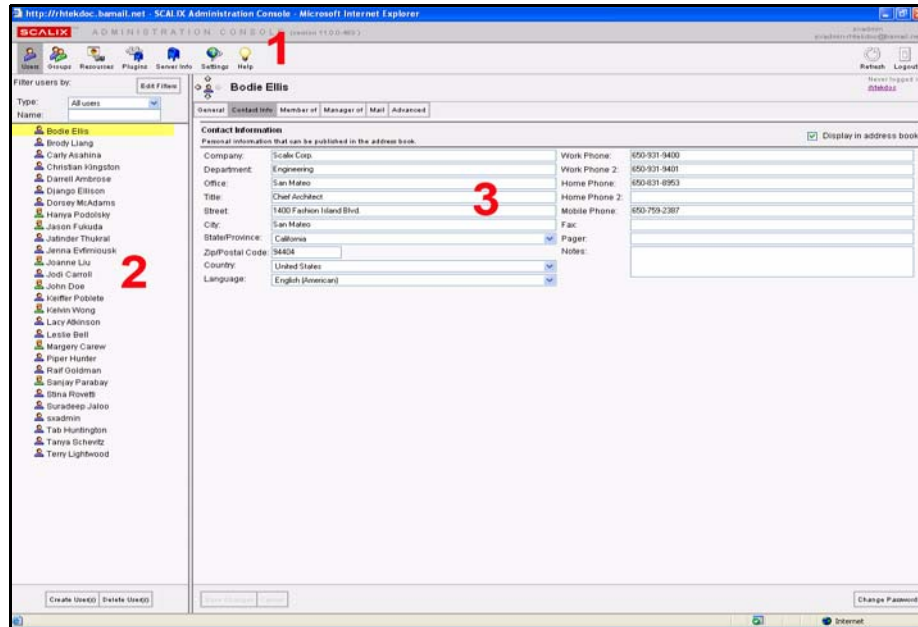 http://rhtekdoc.bamail.net - SCALIX Administration Console - Microsoft Internet Explorer
SCALIX ADMINISTRATION CONSOLE
1
Users Groups Resources Plugins Server Info Settings Help
Refresh Logout
Filter users by: Edit Filters
Type: All users
Name:
Bodie Ellis
Brody Liang
Carly Asahina
Christian Kingston
Darrell Ambrose
Django Ellison
Dorsey McAdams
Hanya Podolsky
Jason Fukuda
Jatinder Thukral
Jenna Evfimiousk
Joanne Liu
Jodi Carroll
John Doe
Keiffer Poblete
Kelvin Wong
Lacy Atkinson
Leslie Bell
Margery Carew
Piper Hunter
Ralf Goldman
Sanjay Parabay
Stina Rovetti
Suradeep Jaloo
sxadmin
Tab Huntington
Tanya Schevitz
Terry Lightwood
2
Create User(s) Delete User(s)
Bodie Ellis
Never logged
rhtekdoc
General Contact Info Member of Manager of Mail Advanced
Contact Information
Personal information that can be published in the address book.
Display in address book
Company: Scalix Corp.
Department: Engineering
Office: San Mateo
Title: Chief Architect
Street: 1400 Fashion Island Blvd.
City: San Mateo
State/Province: California
Zip/Postal Code: 94404
Country: United States
Language: English (American)
3
Work Phone: 650-931-9400
Work Phone 2: 650-931-9401
Home Phone: 650-831-8953
Home Phone 2:
Mobile Phone: 650-759-2387
Fax:
Pager:
Notes:
Save Changes Cancel
Change Password
Internet